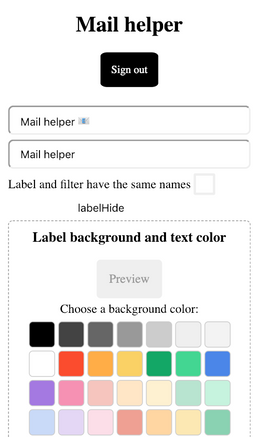 Mail helper
Sign out
Mail helper 📧
Mail helper
Label and filter have the same names
labelHide
Label background and text color
Preview
Choose a background color: